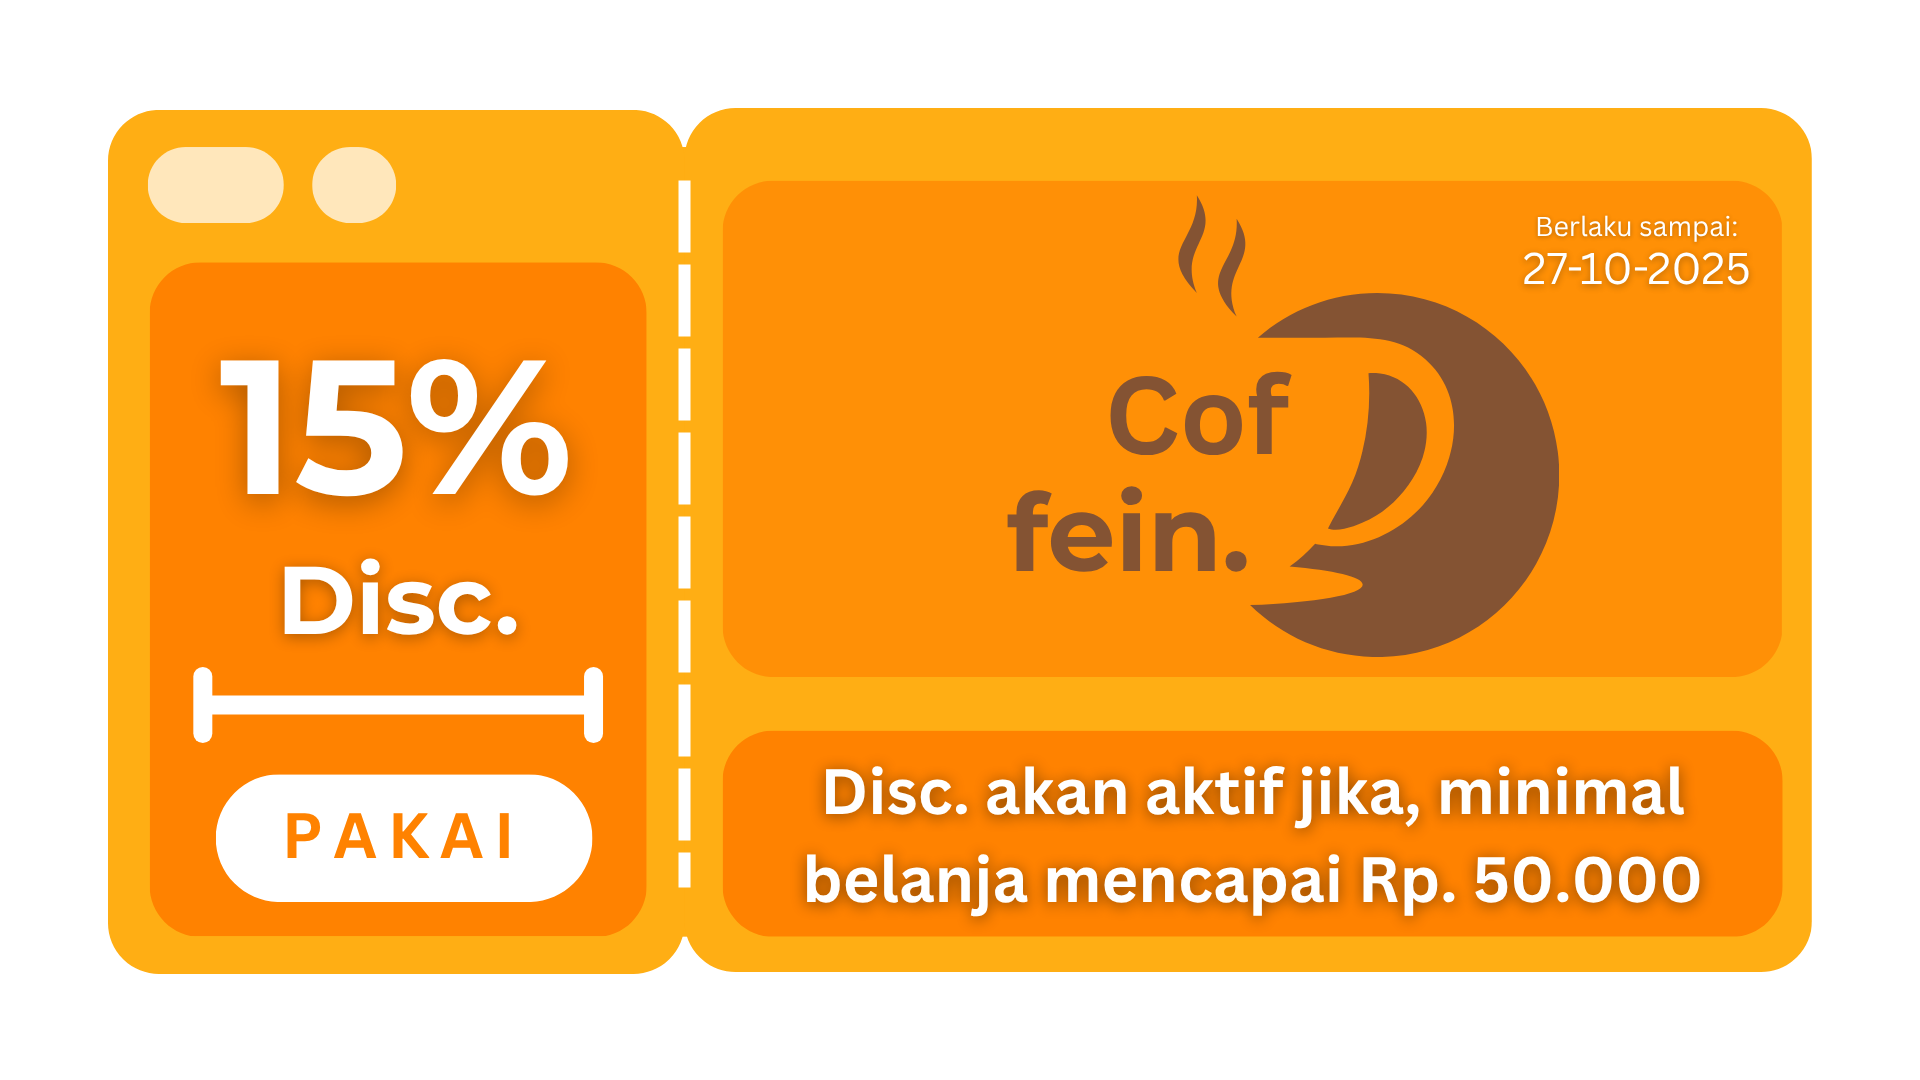 15%
Disc.
PAKAI
Berlaku sampai:
27-10-2025
Cof
fein.
Disc. akan aktif jika, minimal
belanja mencapai Rp. 50.000